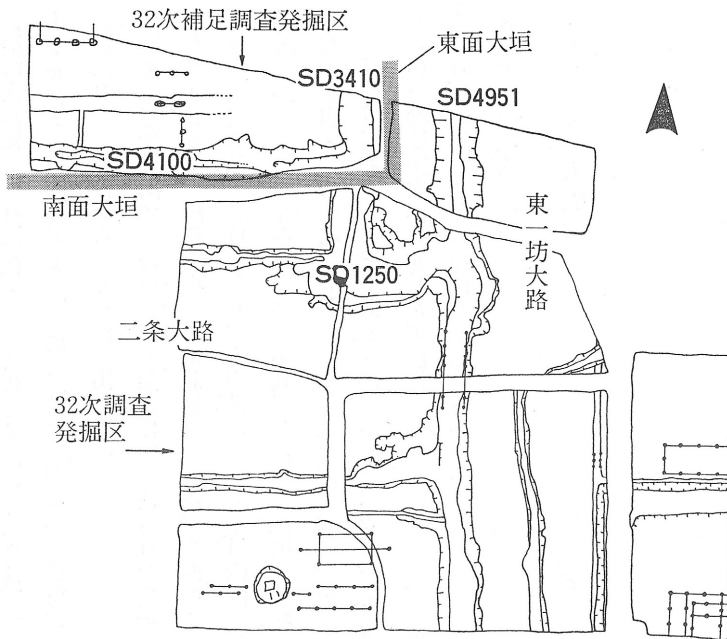 32次補足調査発掘区
東面大垣
SD3410
SD4951
SD4100
南面大垣
東一坊大路
SD1250
二条大路
32次調査
発掘区